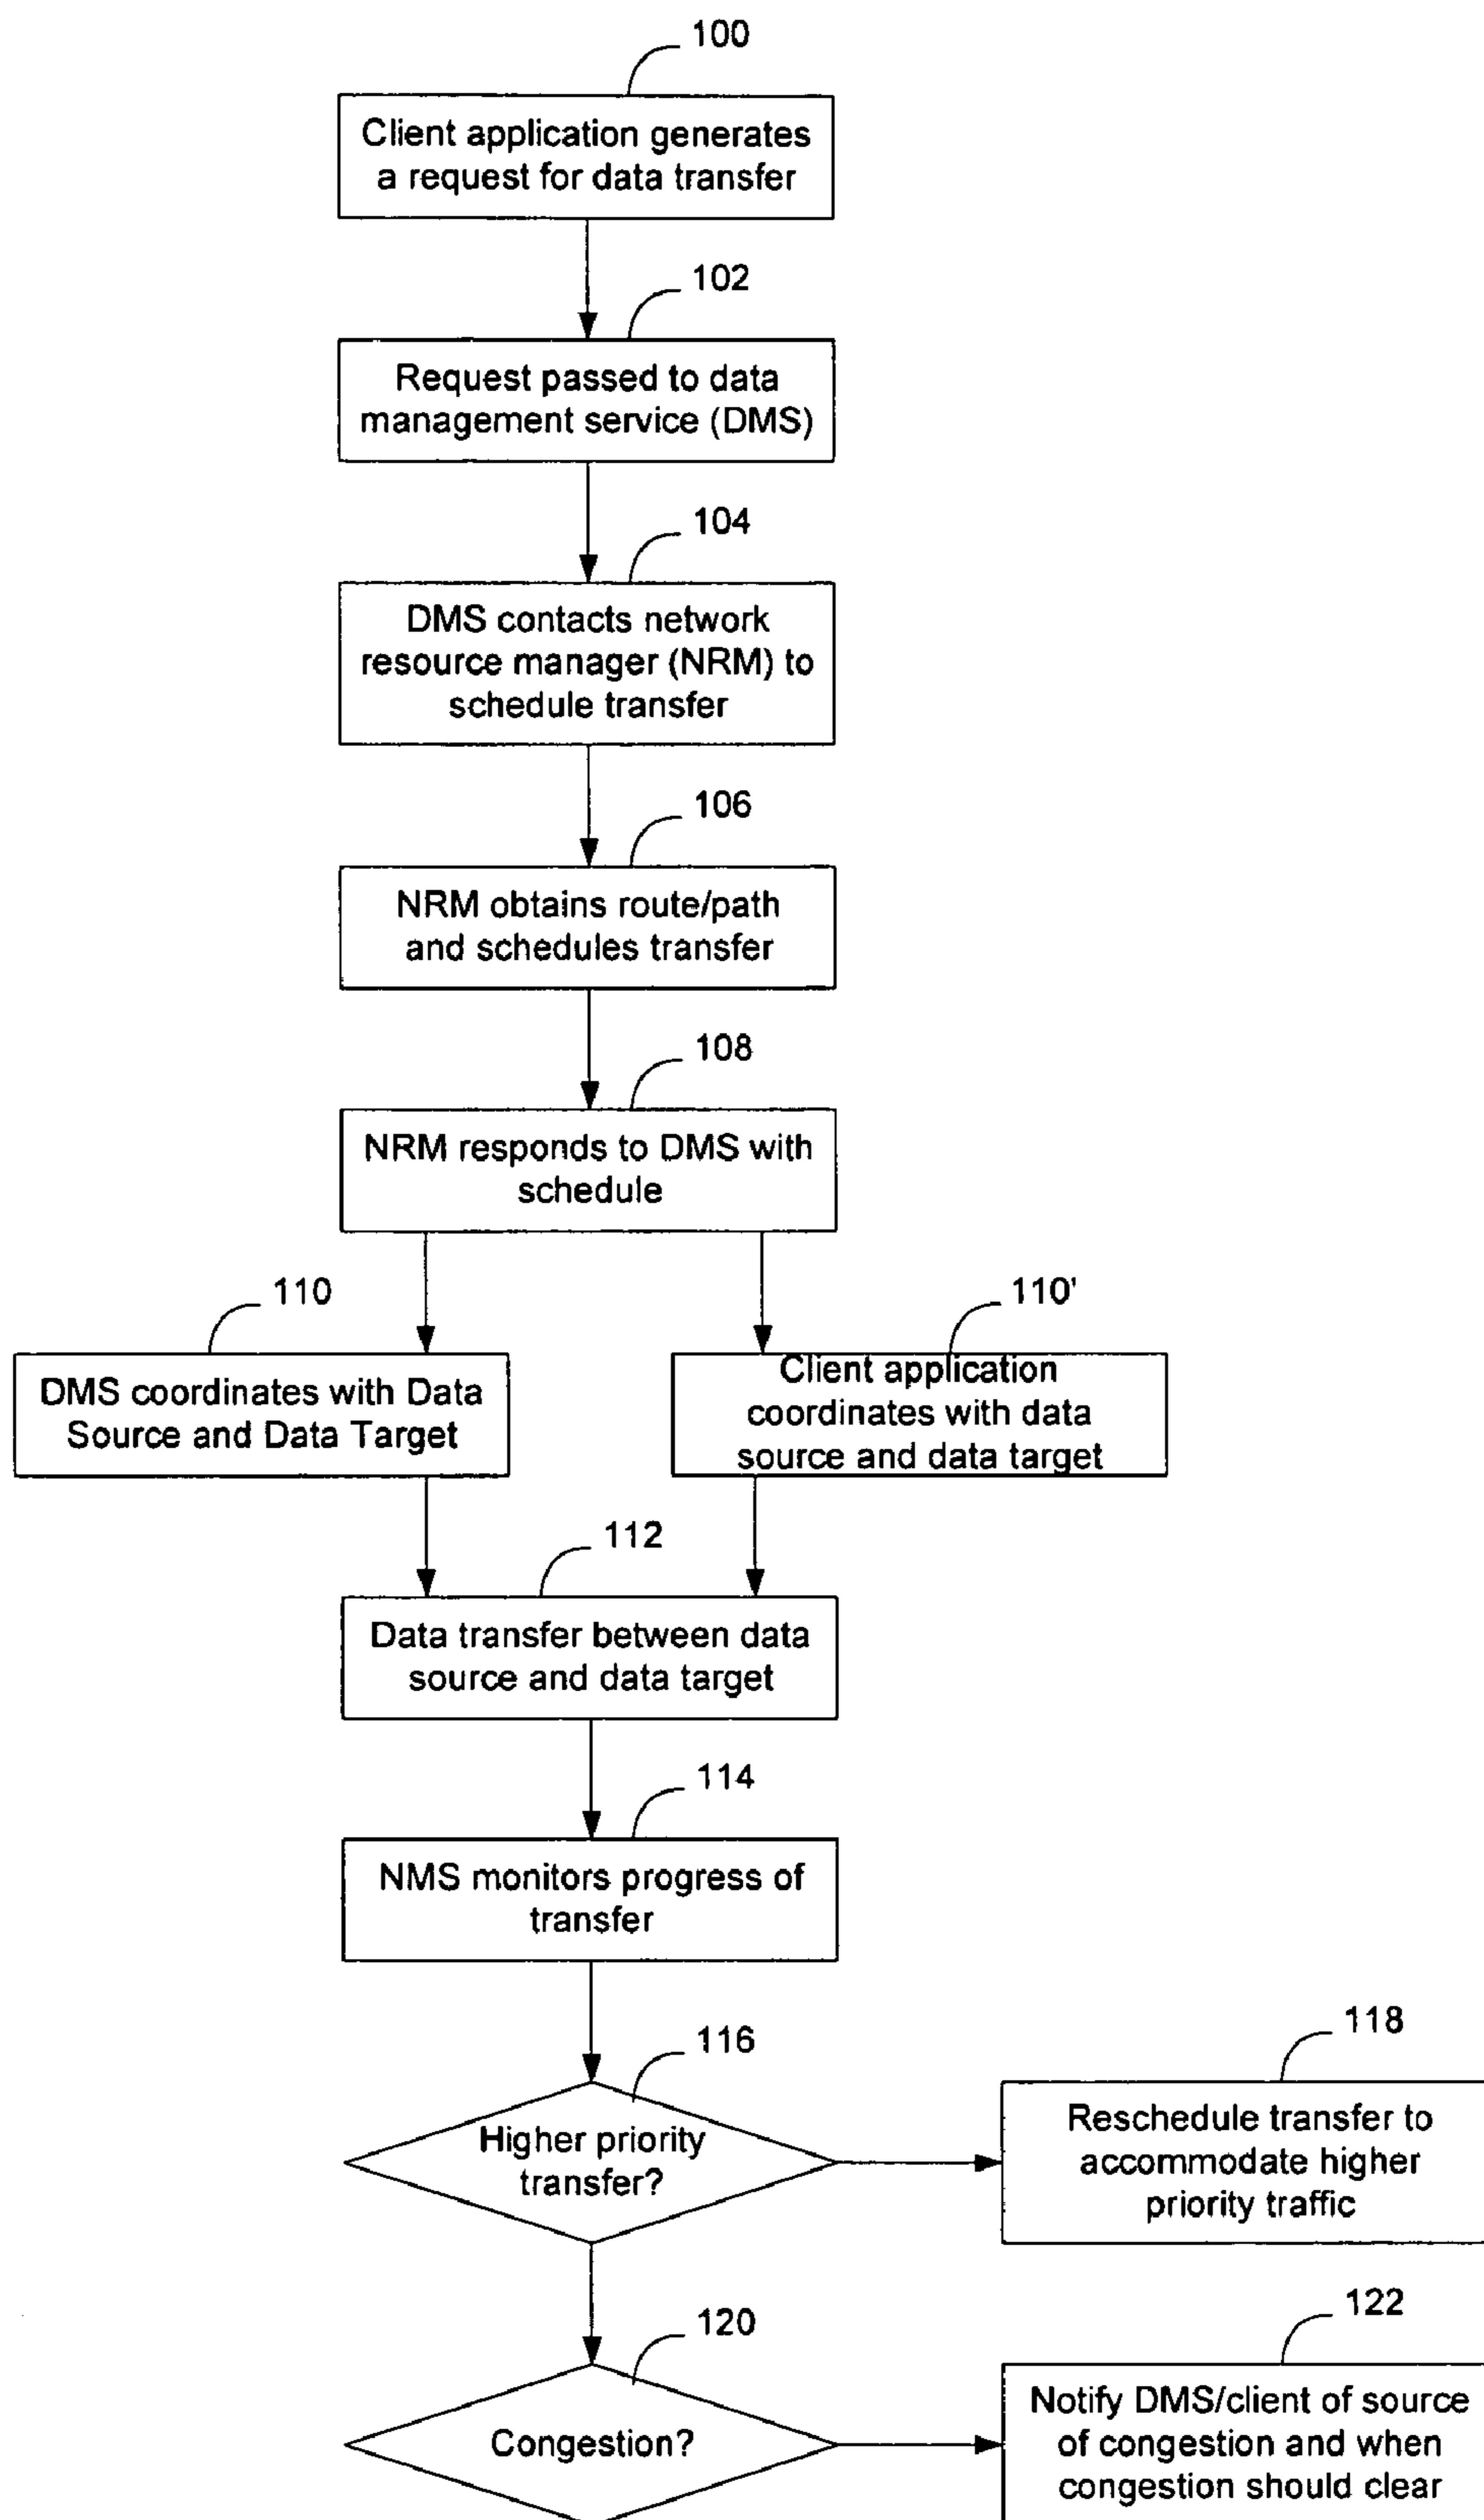 100
Client application generates
a request for data transfer
102
Request passed to data
management service (DMS)
104
DMS contacts network
resource manager (NRM) to
schedule transfer
106
NRM obtains route/path
and schedules transfer
108
NRM responds to DMS with
schedule
110
DMS coordinates with Data
Source and Data Target
110'
Client application
coordinates with data
source and data target
112
Data transfer between data
source and data target
114
NMS monitors progress of
transfer
116
Higher priority
transfer?
118
Reschedule transfer to
accommodate higher
priority traffic
120
Congestion?
122
Notify DMS/client of source
of congestion and when
congestion should clear